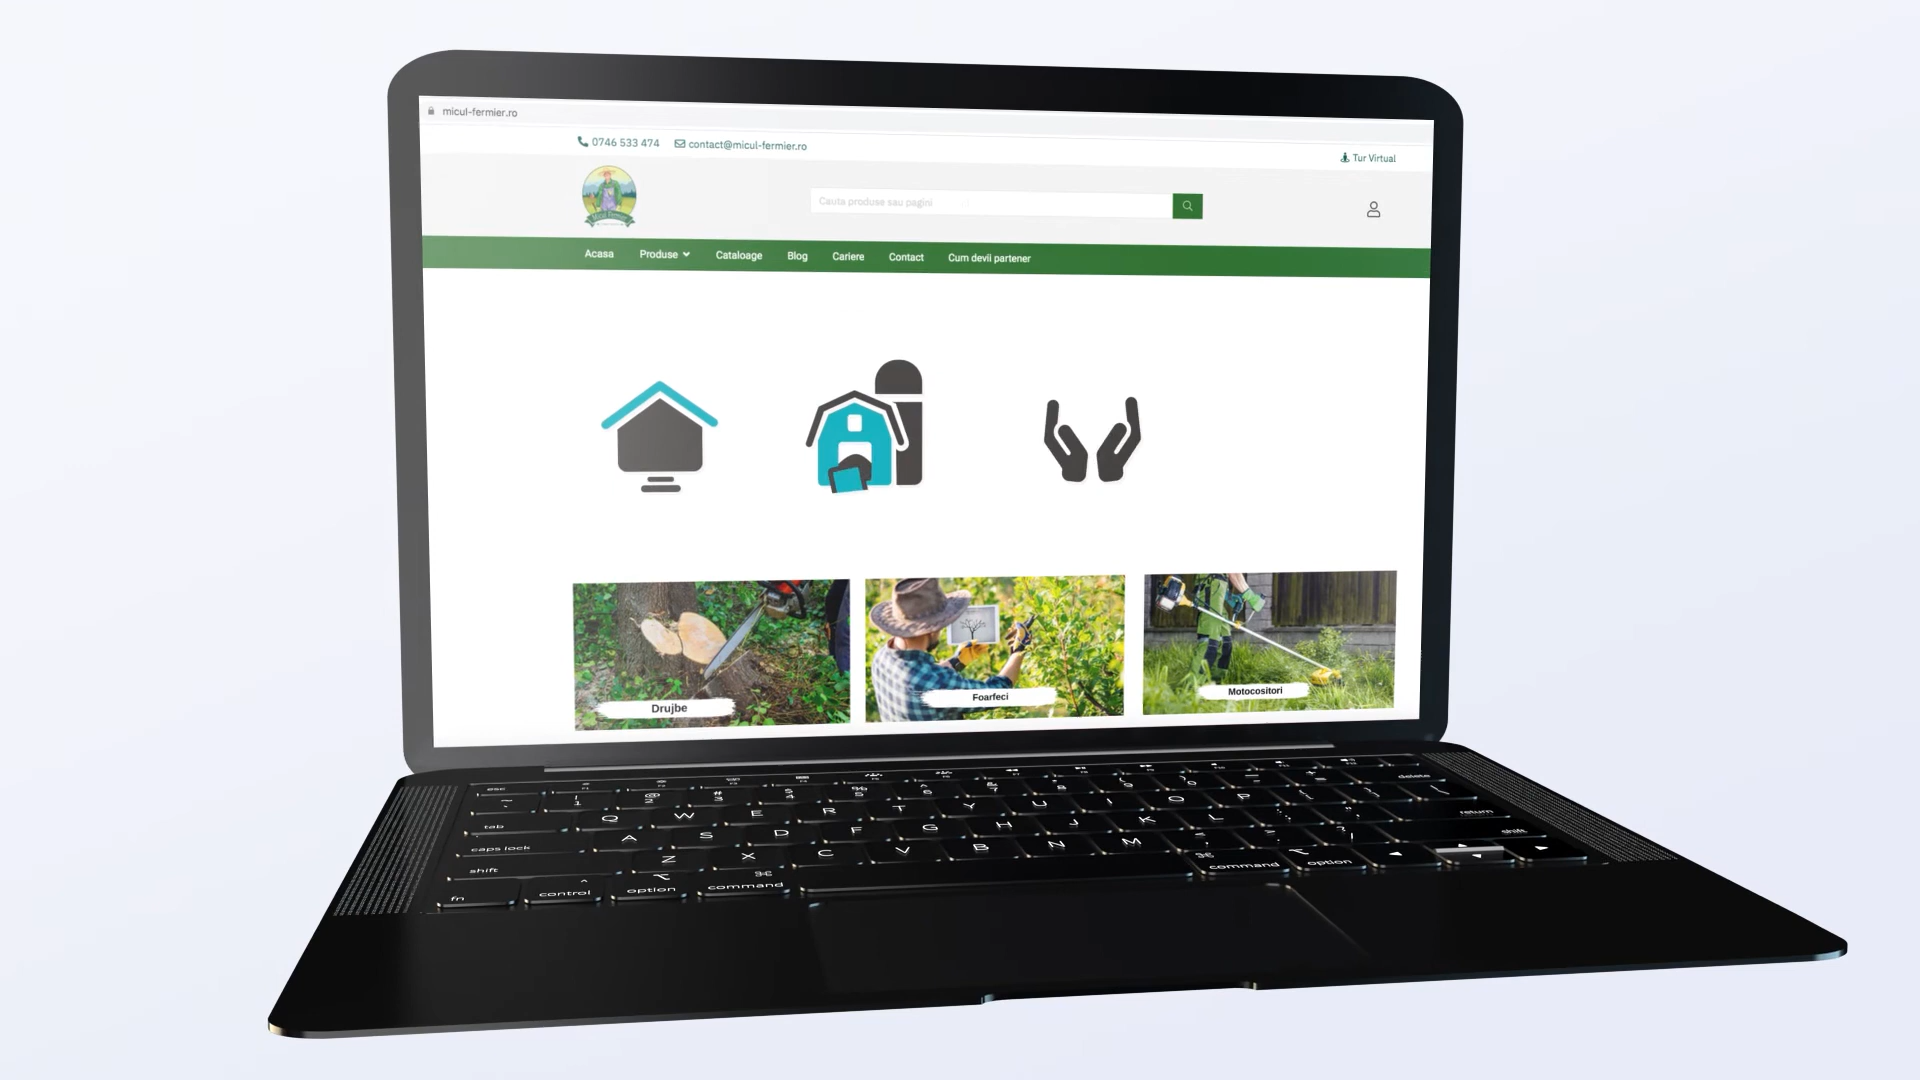 micul-fermier.ro
0746 533 474 contact@micul-fermier.ro
Tur Virtual
Cauta produse sau pagini
Micul Fermier
Acasa Produse Cataloage Blog Cariere Contact Cum devii partener
Drujbe
Foarfeci
Motocositori
esc
delete
tab Q W E R T Y U I O P
return
caps lock A S D F G H J K L
shift
shift Z X C V B N M
fn control option command command option